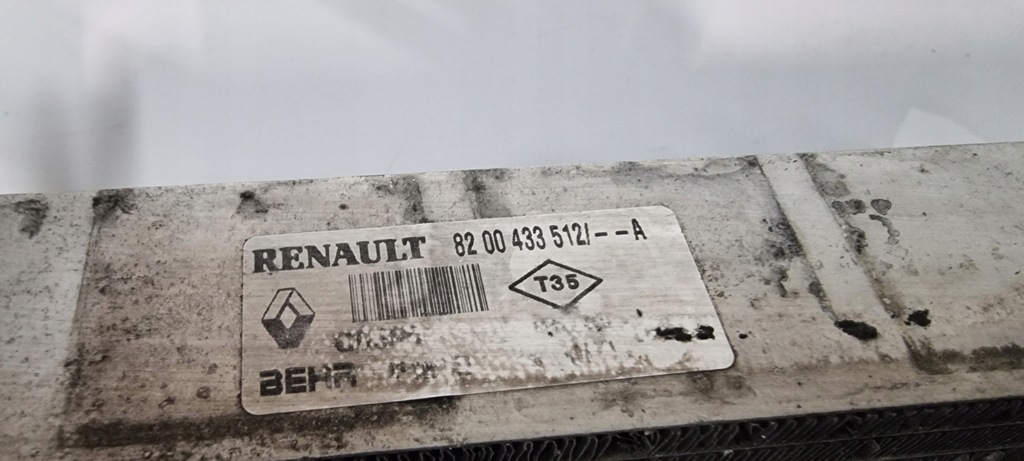 RENAULT 82 00 433 512/--A
T35
BEHR